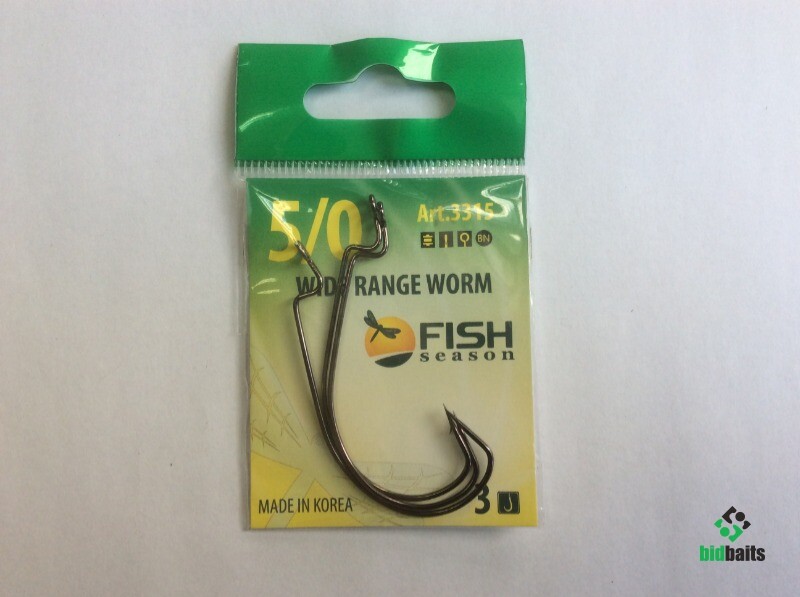 5/0
Art.3315
BN
WIDE RANGE WORM
FISH
season
MADE IN KOREA
3
bidbaits